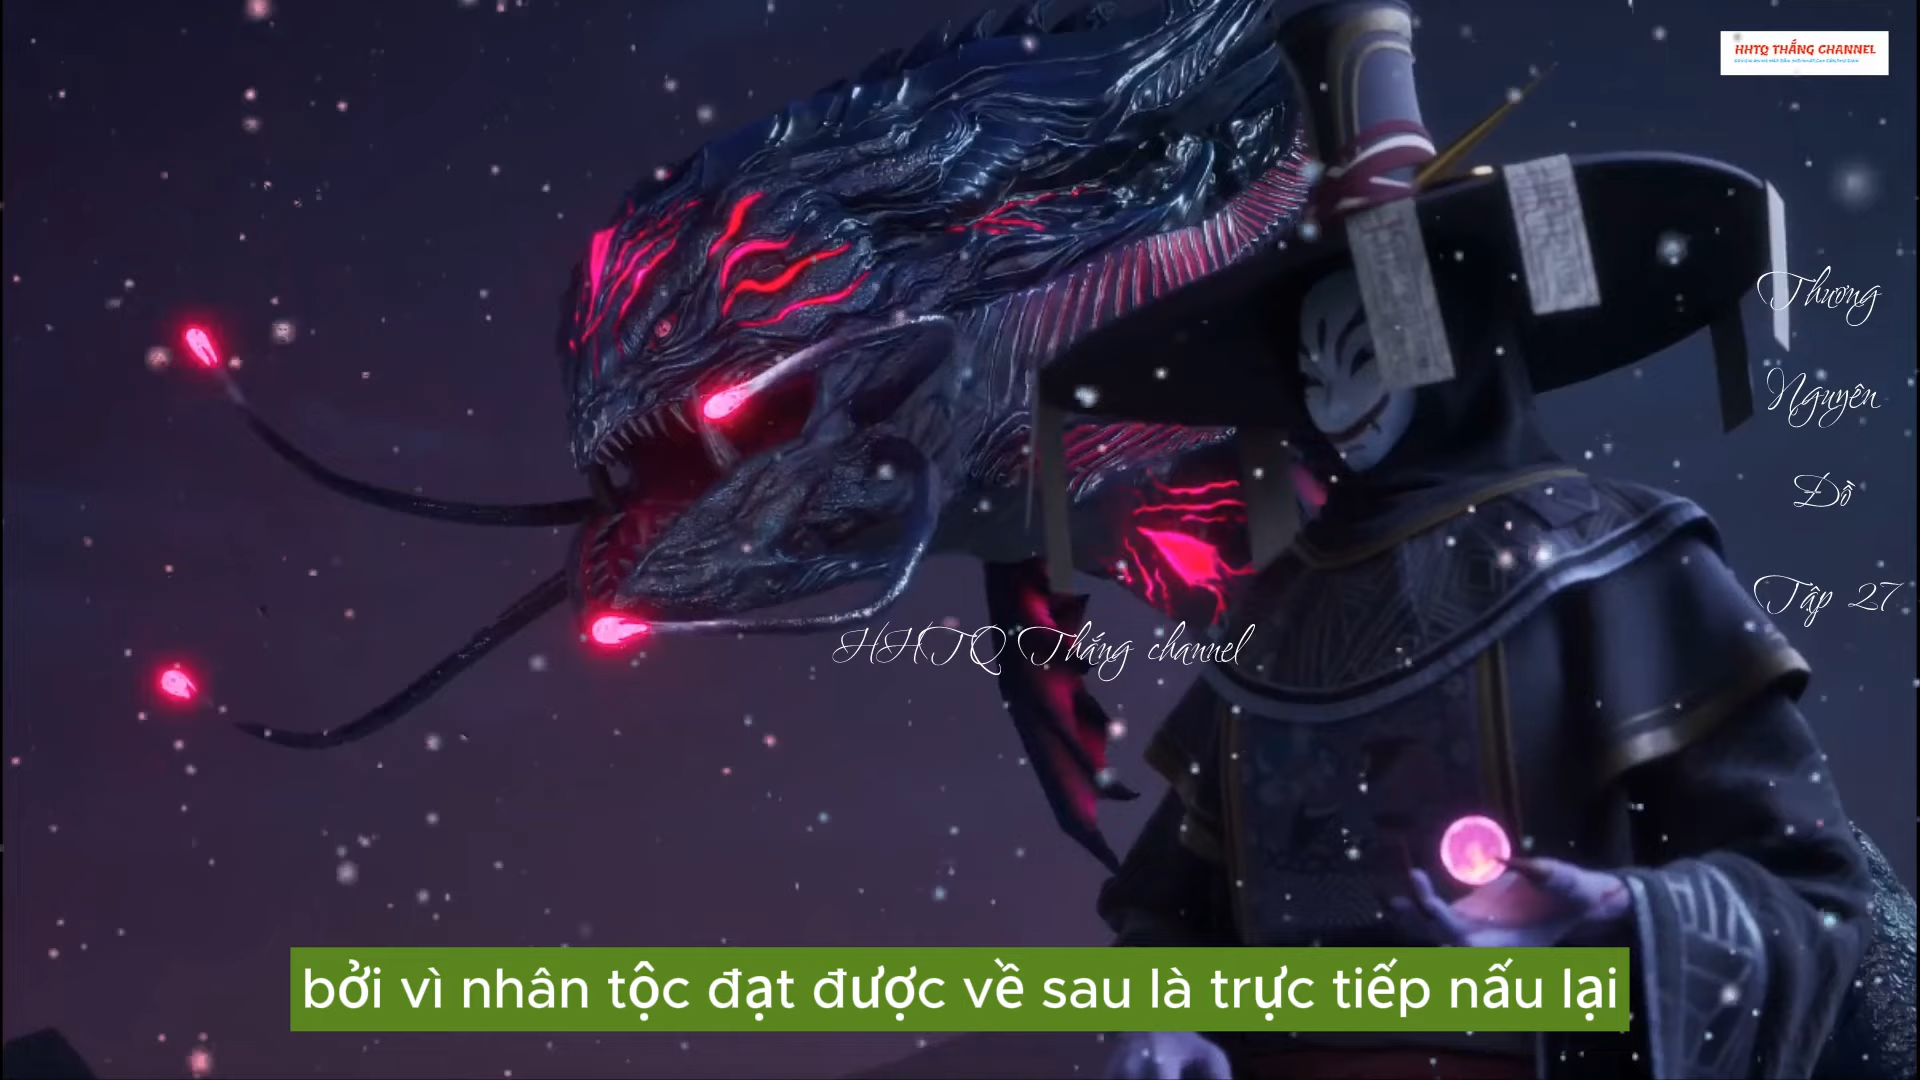 HHTQ THẮNG CHANNEL
Thương
Nguyên
Đồ
Tập 27
HHTQ Thắng channel
bởi vì nhân tộc đạt được về sau là trực tiếp nấu lại